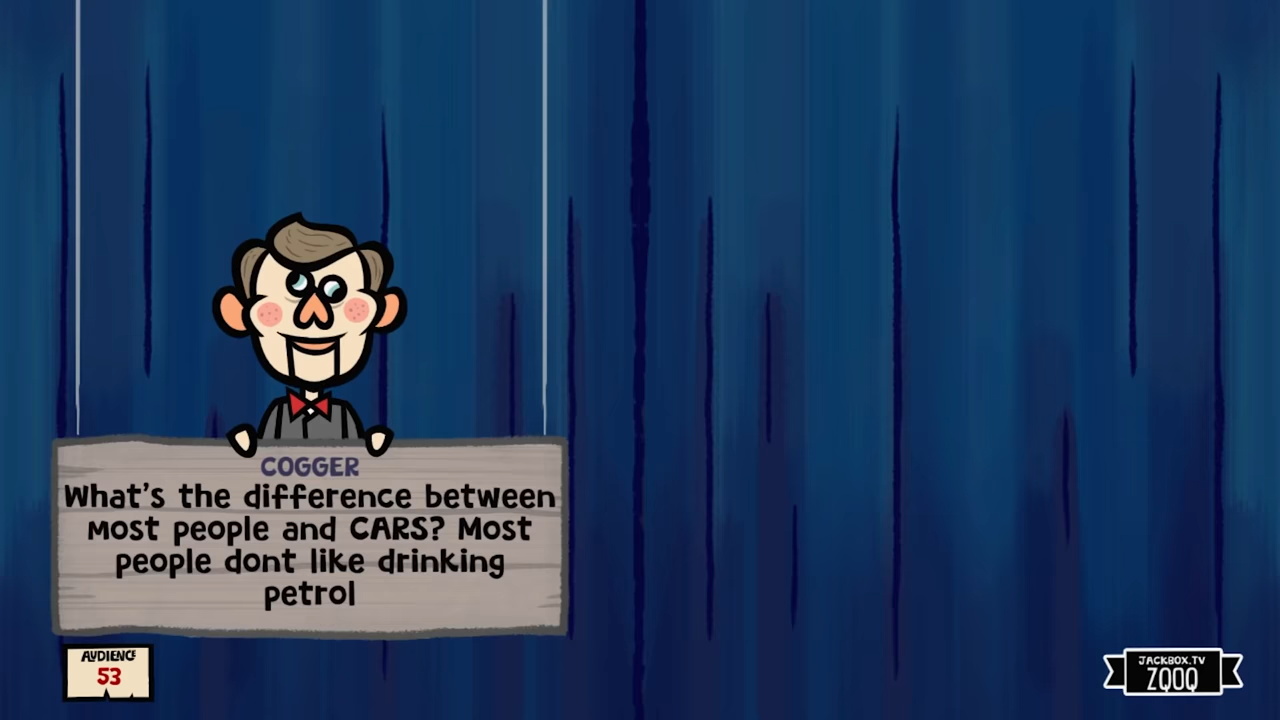 COGGER
What's the difference between
most people and CARS? Most
people dont like drinking
petrol
AUDIENCE
53
JACKBOX.TV
ZQOQ